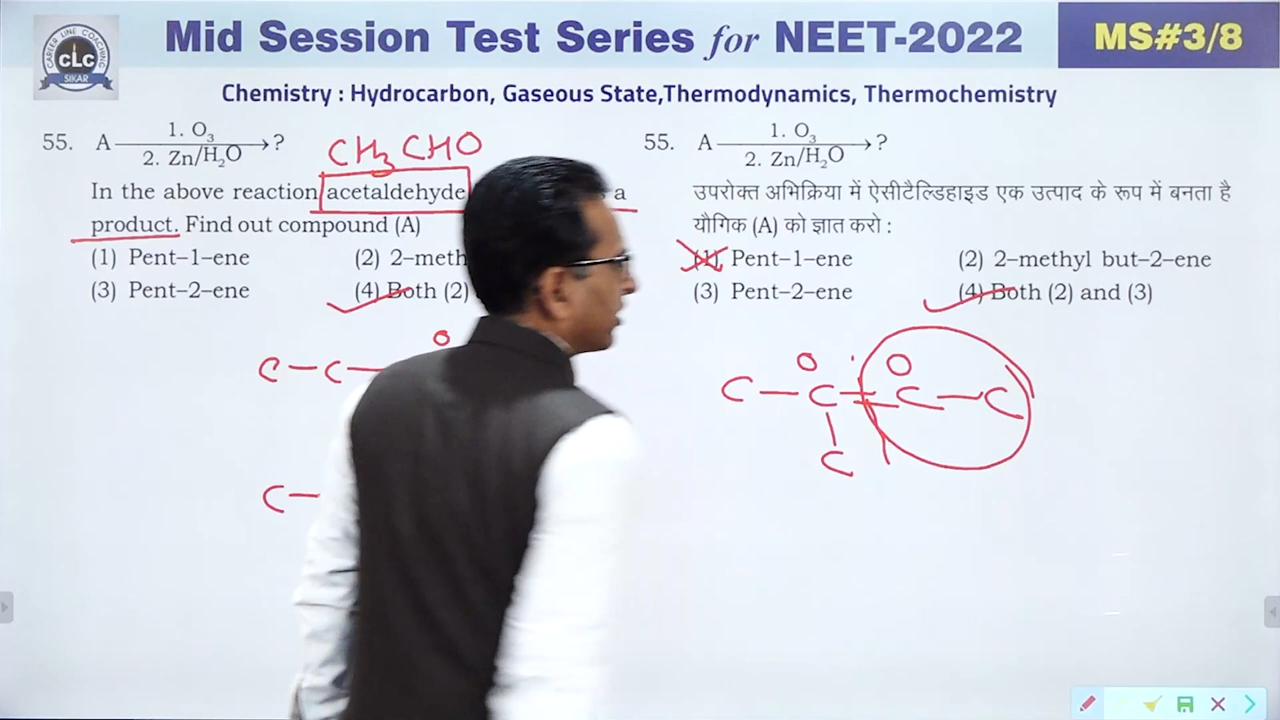 CAREER LINE COACHING
CLC
SIKAR
Mid Session Test Series for NEET-2022
MS#3/8
Chemistry : Hydrocarbon, Gaseous State,Thermodynamics, Thermochemistry
55. A 1. O₃ 2. Zn/H₂O → ?
CH₃ CHO
In the above reaction acetaldehyde a
product. Find out compound (A)
(1) Pent–1–ene (2) 2–meth
(3) Pent–2–ene (4) Both (2)
C – C –
O
C –
55. A 1. O₃ 2. Zn/H₂O → ?
उपरोक्त अभिक्रिया में ऐसीटैल्डिहाइड एक उत्पाद के रूप में बनता है
यौगिक (A) को ज्ञात करो :
(1) Pent–1–ene (2) 2–methyl but–2–ene
(3) Pent–2–ene (4) Both (2) and (3)
O O
C – C = C – C
C